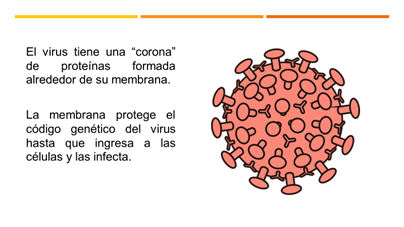 El virus tiene una “corona”
de proteínas formada
alrededor de su membrana.
La membrana protege el
código genético del virus
hasta que ingresa a las
células y las infecta.